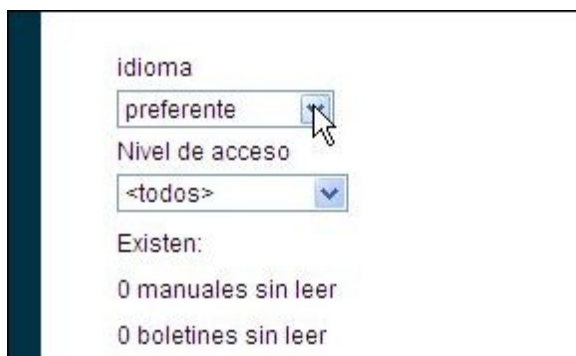 idioma
preferente
Nivel de acceso
<todos>
Existen:
0 manuales sin leer
0 boletines sin leer